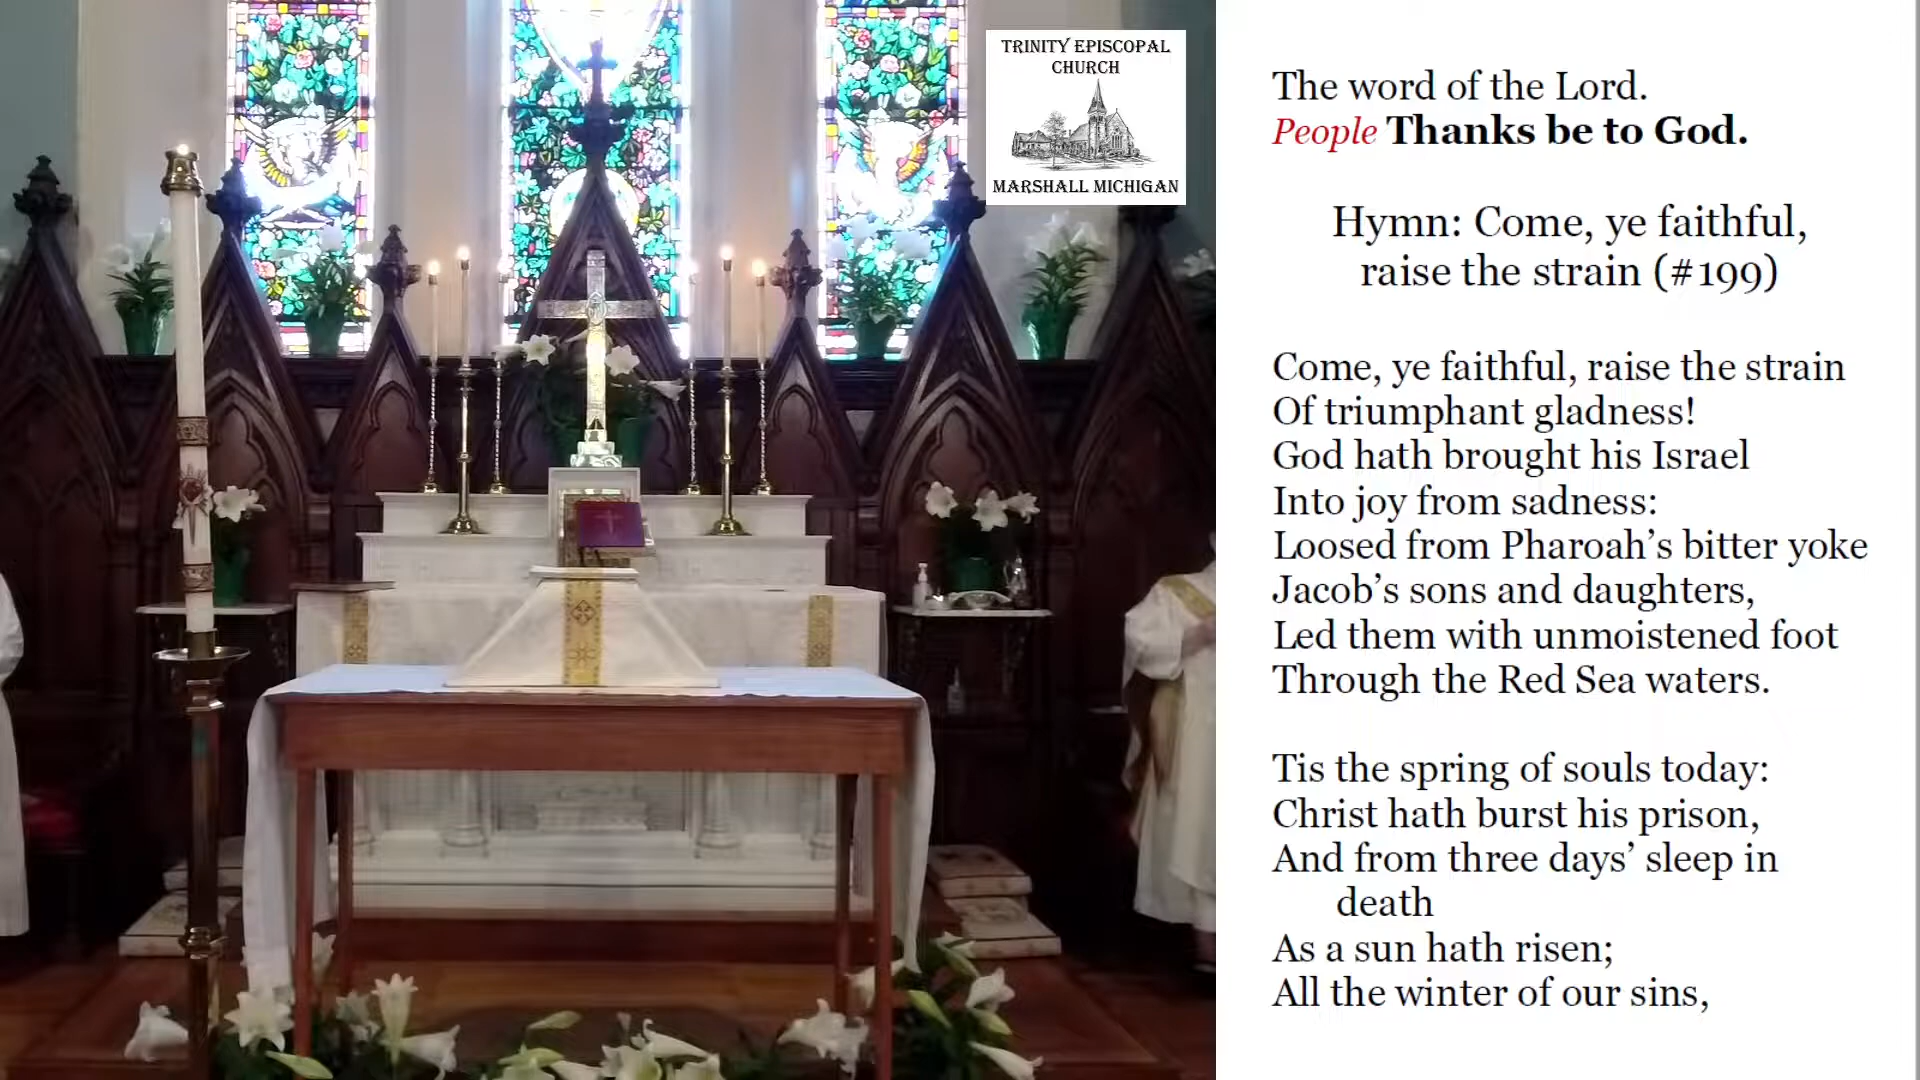 TRINITY EPISCOPAL
CHURCH
MARSHALL MICHIGAN
The word of the Lord.
People Thanks be to God.
Hymn: Come, ye faithful,
raise the strain (#199)
Come, ye faithful, raise the strain
Of triumphant gladness!
God hath brought his Israel
Into joy from sadness:
Loosed from Pharoah’s bitter yoke
Jacob’s sons and daughters,
Led them with unmoistened foot
Through the Red Sea waters.
Tis the spring of souls today:
Christ hath burst his prison,
And from three days’ sleep in
death
As a sun hath risen;
All the winter of our sins,